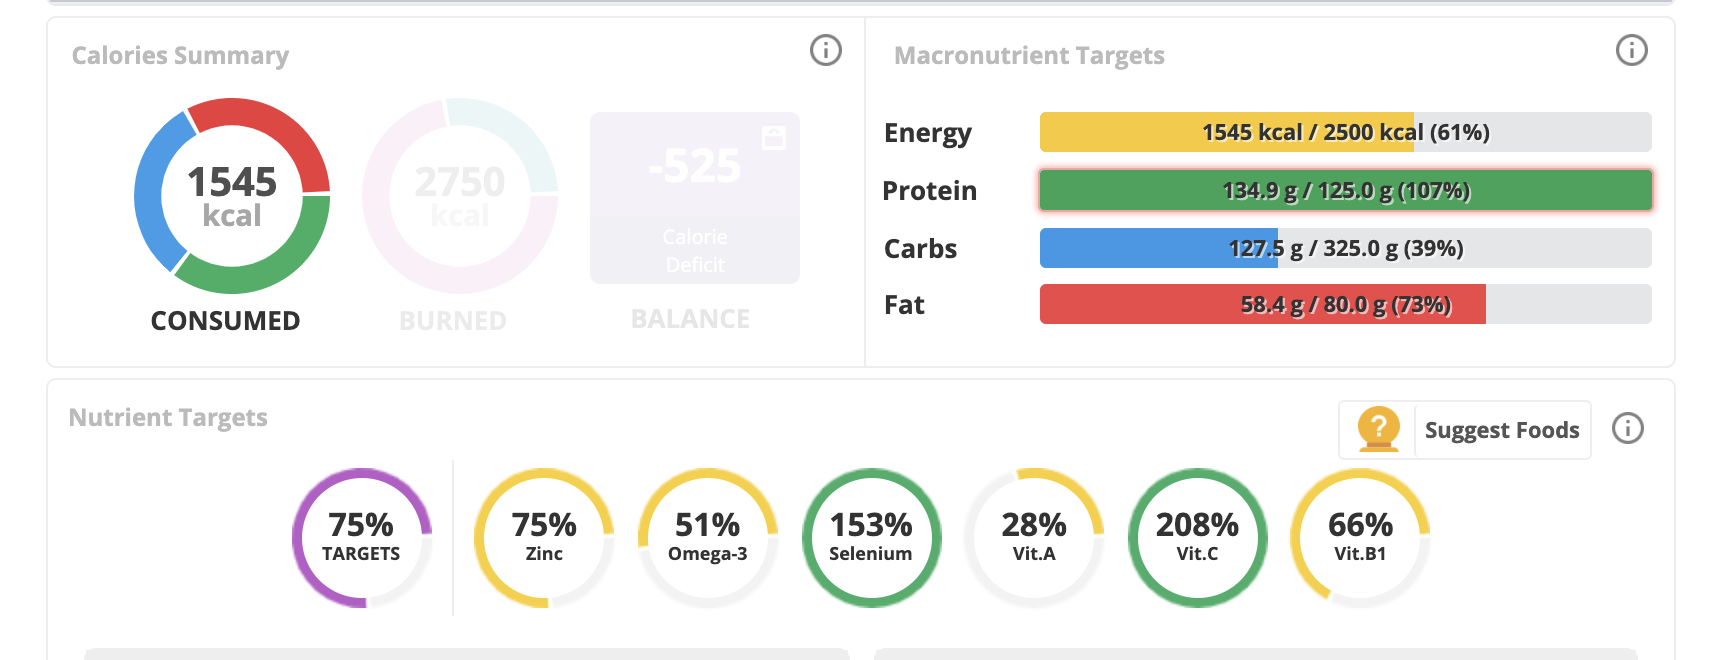 Calories Summary
1545
kcal
CONSUMED
2750
kcal
BURNED
-525
Calorie
Deficit
BALANCE
Macronutrient Targets
Energy
1545 kcal / 2500 kcal (61%)
Protein
134.9 g / 125.0 g (107%)
Carbs
127.5 g / 325.0 g (39%)
Fat
58.4 g / 80.0 g (73%)
Nutrient Targets
? Suggest Foods
75%
TARGETS
75%
Zinc
51%
Omega-3
153%
Selenium
28%
Vit.A
208%
Vit.C
66%
Vit.B1